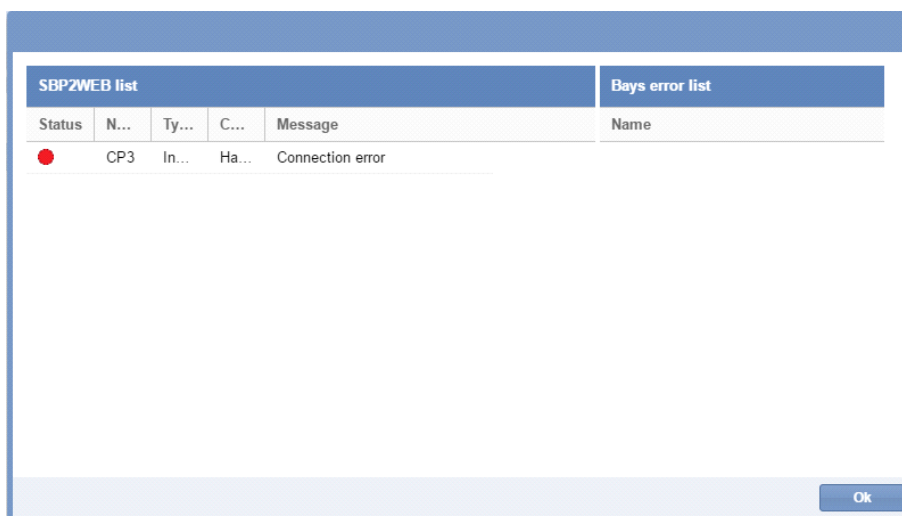 SBP2WEB list Bays error list
Status N... Ty... C... Message Name
CP3 In... Ha... Connection error
Ok